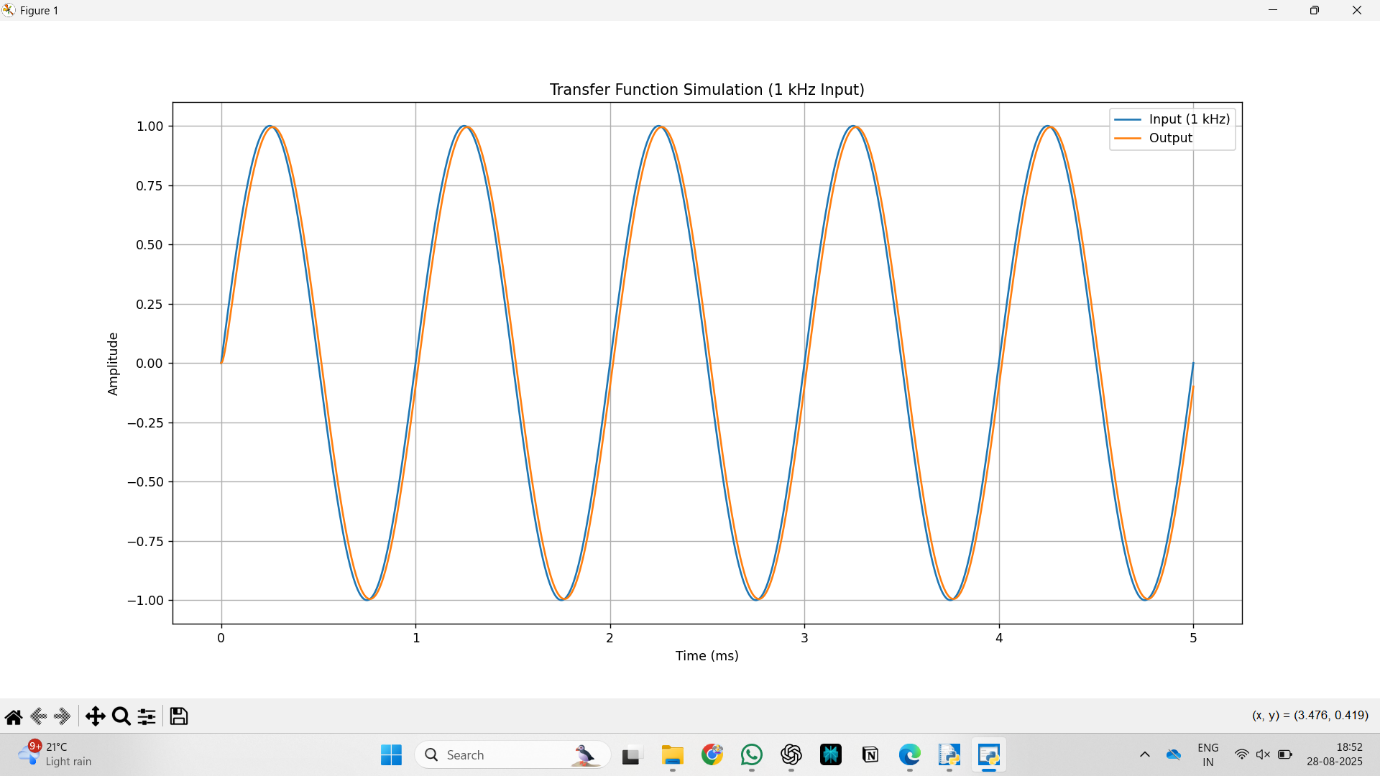 Figure 1
Transfer Function Simulation (1 kHz Input)
Input (1 kHz)
Output
1.00
0.75
0.50
0.25
0.00
−0.25
−0.50
−0.75
−1.00
Amplitude
0 1 2 3 4 5
Time (ms)
(x, y) = (3.476, 0.419)
9+
21°C
Light rain
Search
ENG
IN
18:52
28-08-2025